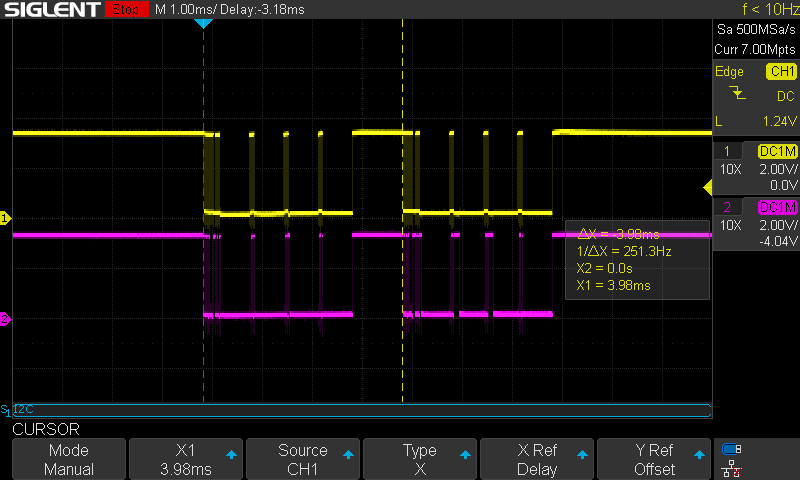 SIGLENT Stop M 1.00ms/ Delay:-3.18ms f < 10Hz
Sa 500MSa/s
Curr 7.00Mpts
Edge CH1
DC
L 1.24V
1 DC1M
10X 2.00V/
0.0V
2 DC1M
10X 2.00V/
-4.04V
1
2
ΔX = -3.98ms
1/ΔX = 251.3Hz
X2 = 0.0s
X1 = 3.98ms
S1 I2C
CURSOR
Mode
Manual
X1
3.98ms
Source
CH1
Type
X
X Ref
Delay
Y Ref
Offset